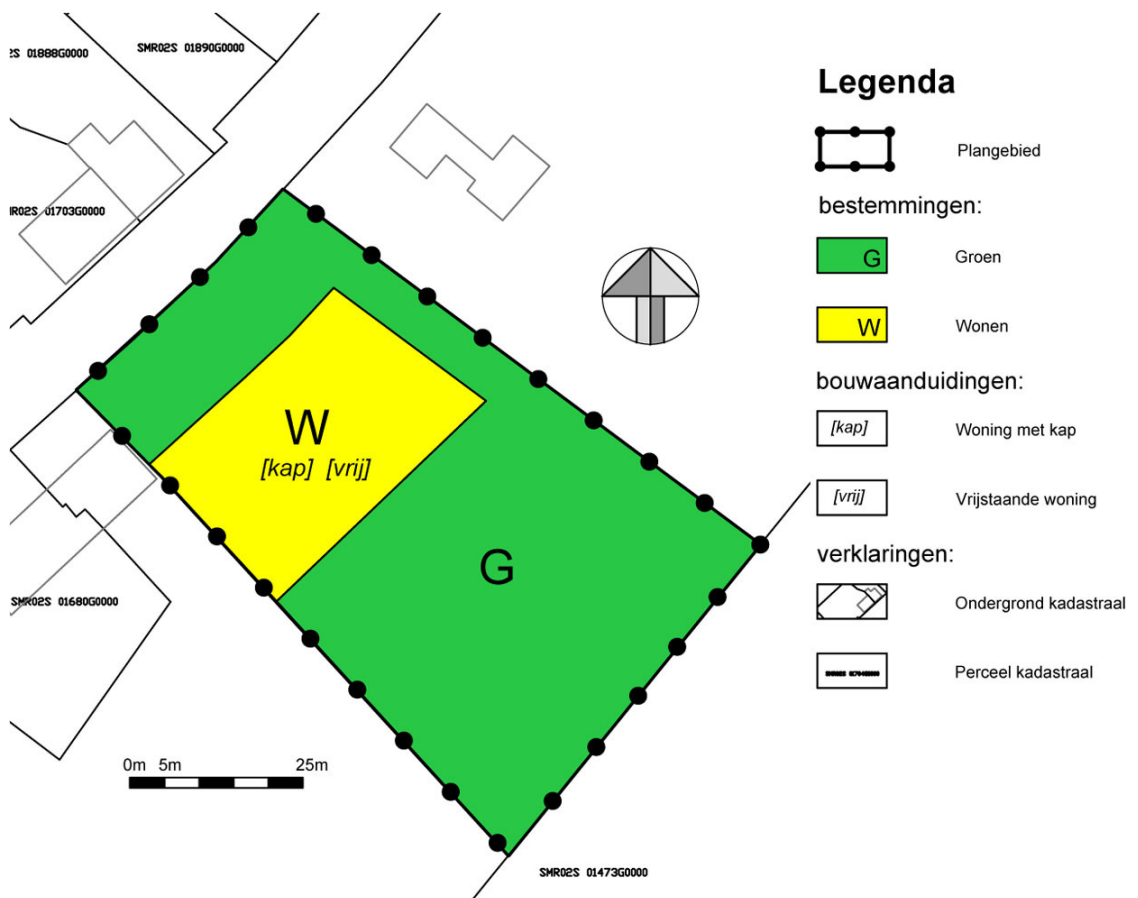 SMR02S 01890G0000
2S 01888G0000
Legenda
Plangebied
bestemmingen:
G Groen
W Wonen
bouwaanduidingen:
[kap] Woning met kap
[vrij] Vrijstaande woning
verklaringen:
Ondergrond kadastraal
Perceel kadastraal
MR02S 01703G0000
W
[kap] [vrij]
G
SMR02S 01680G0000
0m 5m 25m
SMR02S 01473G0000